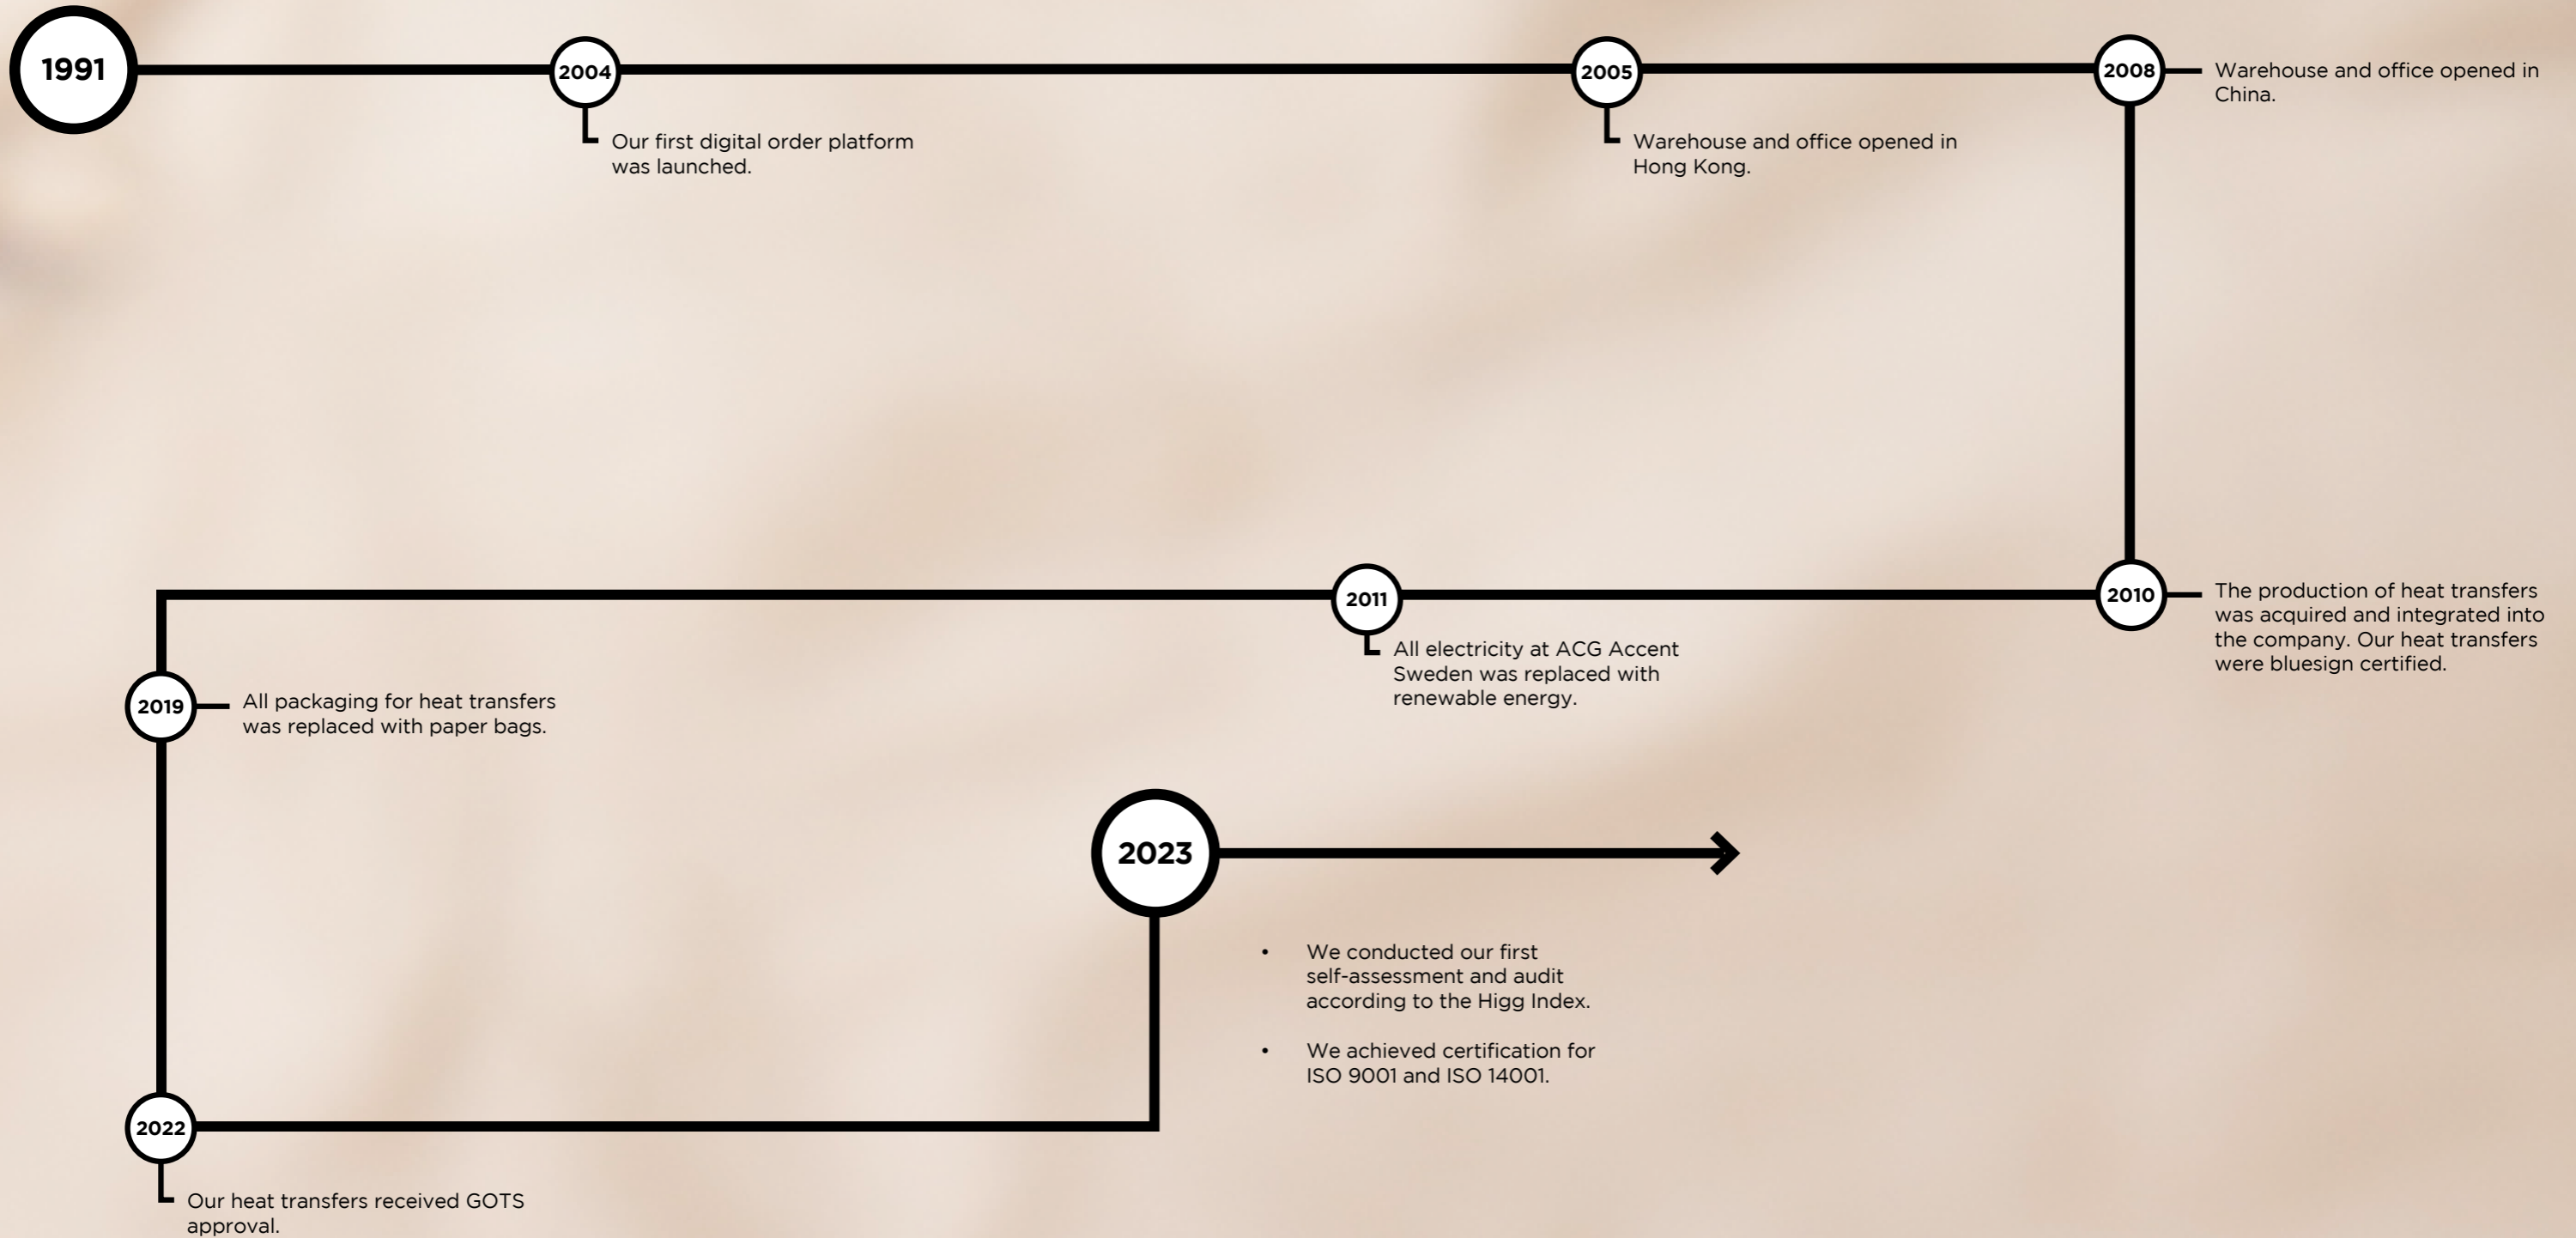 1991
2004
Our first digital order platform
was launched.
2005
Warehouse and office opened in
Hong Kong.
2008
Warehouse and office opened in
China.
2010
The production of heat transfers
was acquired and integrated into
the company. Our heat transfers
were bluesign certified.
2011
All electricity at ACG Accent
Sweden was replaced with
renewable energy.
2019
All packaging for heat transfers
was replaced with paper bags.
2022
Our heat transfers received GOTS
approval.
2023
• We conducted our first
self-assessment and audit
according to the Higg Index.
• We achieved certification for
ISO 9001 and ISO 14001.